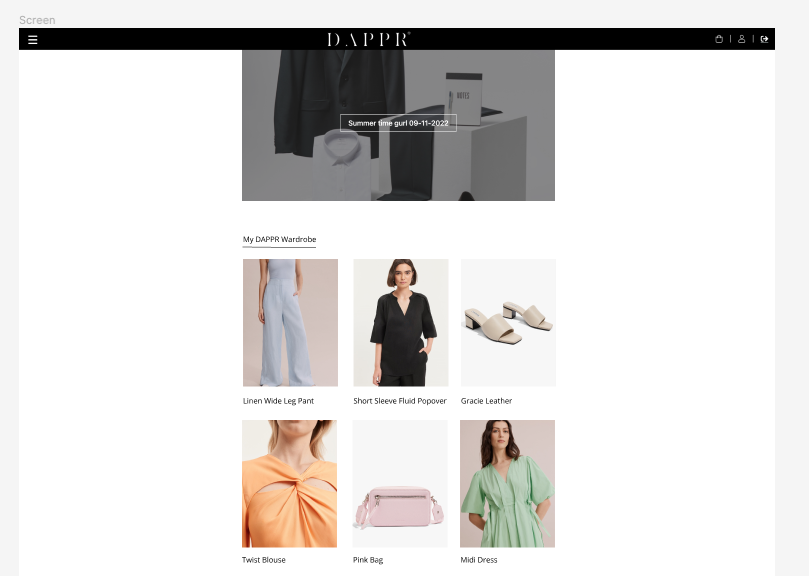 Screen
DAPPR®
NOTES
Summer time gurl 09-11-2022
My DAPPR Wardrobe
Linen Wide Leg Pant
Short Sleeve Fluid Popover
Gracie Leather
Twist Blouse
Pink Bag
Midi Dress